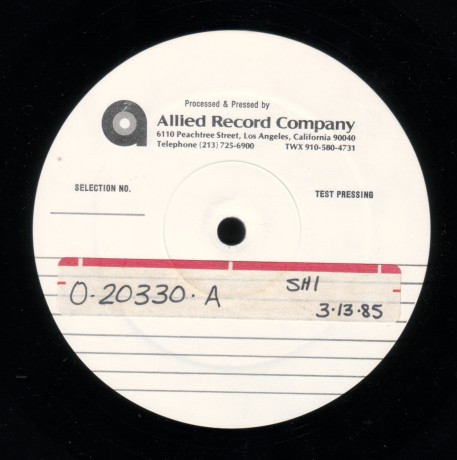 Processed & Pressed by
Allied Record Company
6110 Peachtree Street, Los Angeles, California 90040
Telephone (213) 725-6900 TWX 910-580-4731
SELECTION NO. TEST PRESSING
0-20330-A SH1
3-13-85